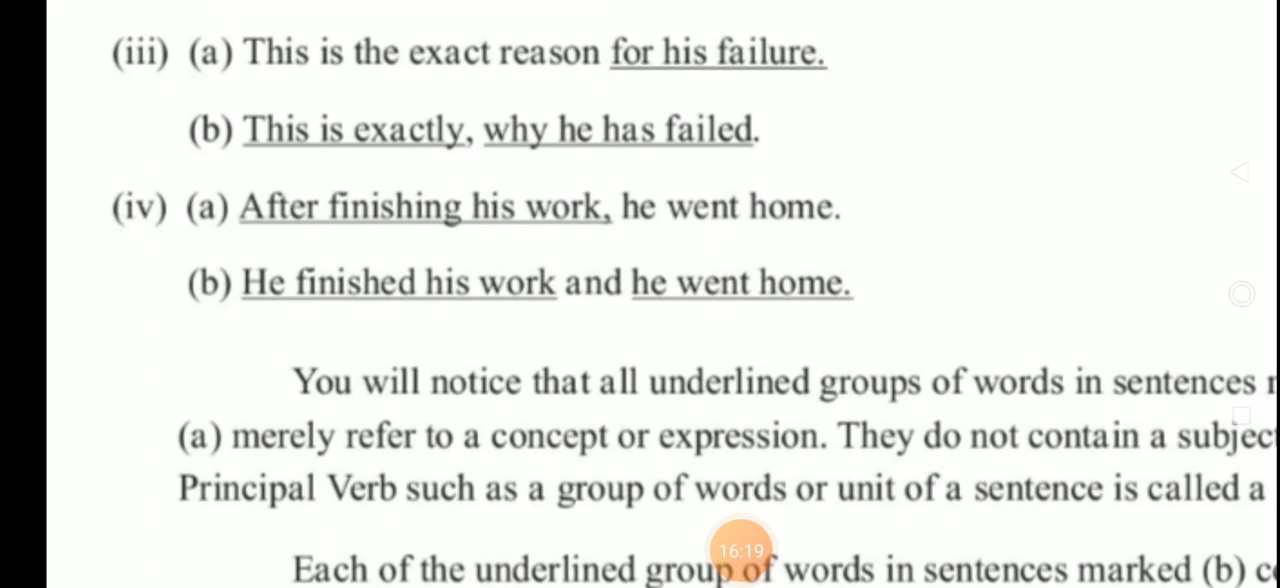 (iii) (a) This is the exact reason for his failure.
(b) This is exactly, why he has failed.
(iv) (a) After finishing his work, he went home.
(b) He finished his work and he went home.
You will notice that all underlined groups of words in sentences
(a) merely refer to a concept or expression. They do not contain a subjec
Principal Verb such as a group of words or unit of a sentence is called a
16:19
Each of the underlined group of words in sentences marked (b)